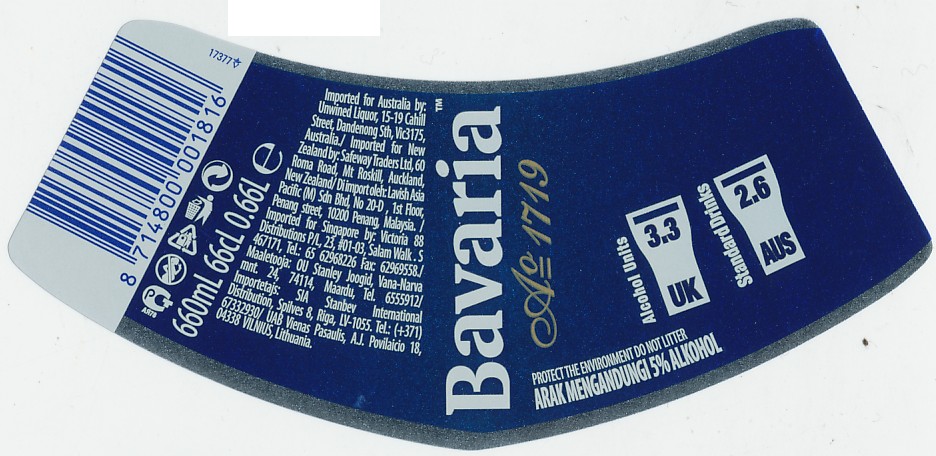 17377
8 714800 001816
660mL 66cl 0.66L e
Imported for Australia by:
Unwined Liquor, 15-19 Cahill
Street, Dandenong Sth, Vic3175,
Australia./ Imported for New
Zealand by: Safeway Traders Ltd, 60
Roma Road, Mt Roskill, Auckland,
New Zealand/ Di import oleh: Lavish Asia
Pacific (M) Sdn Bhd, No 20-D , 1st Floor,
Penang street, 10200 Penang, Malaysia. /
Imported for Singapore by: Victoria 88
Distributions P/L, 23, #01-03, Salam Walk . S
467171. Tel.: 65 62968226 Fax: 62969558./
Maaletooja: OU Stanley Joogid, Vana-Narva
mnt. 24, 74114, Maardu, Tel. 6555912/
Importetajs: SIA Stanbey International
Distribution, Spilves 8, Riga, LV-1055. Tel.: (+371)
67332930/ UAB Vienas Pasaulis, A.J. Povilaicio 18,
04338 VILNIUS, Lithuania.
Bavaria™
Ao= 1719
PROTECT THE ENVIRONMENT DO NOT LITTER
ARAK MENGANDUNGI 5% ALKOHOL
Alcohol Units
3.3
UK
Standard Drinks
2.6
AUS